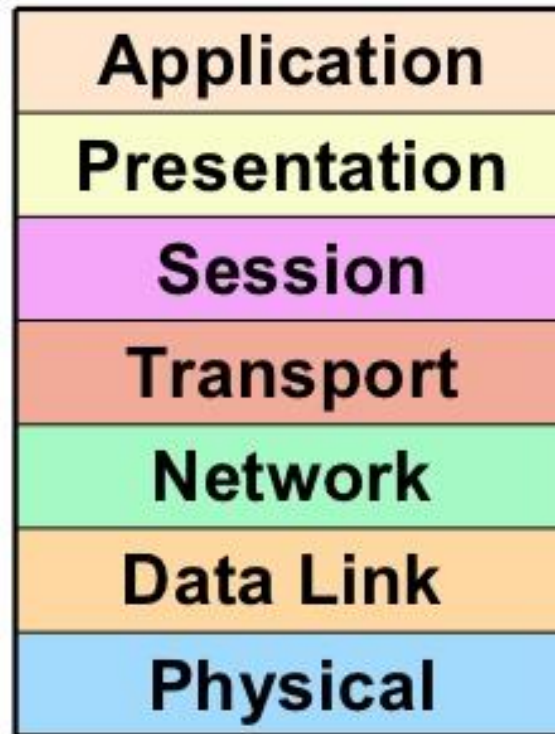 Application
Presentation
Session
Transport
Network
Data Link
Physical